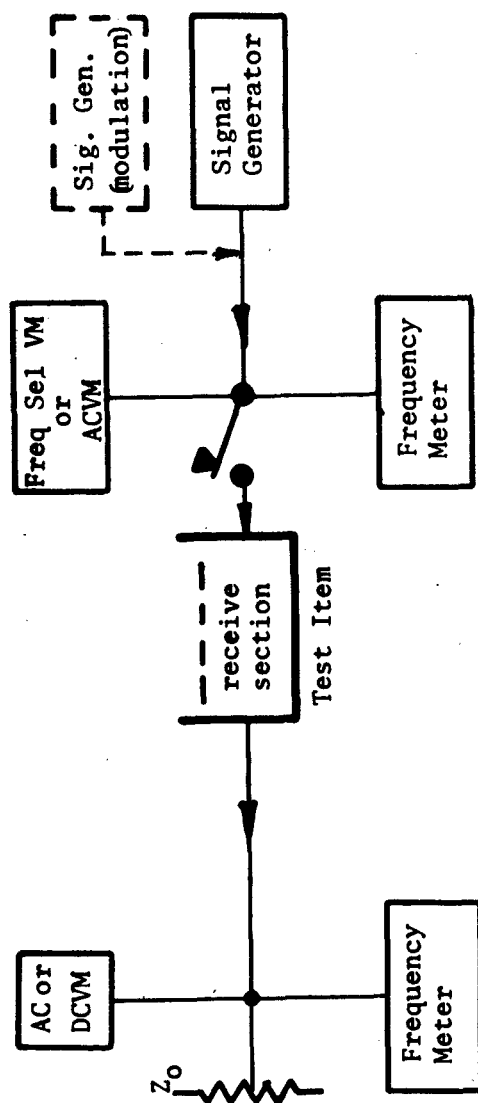 Sig. Gen.
(modulation)
Freq Sel VM
or
ACVM
AC or
DCVM
Zo
receive
section
Signal
Generator
Test Item
Frequency
Meter
Frequency
Meter